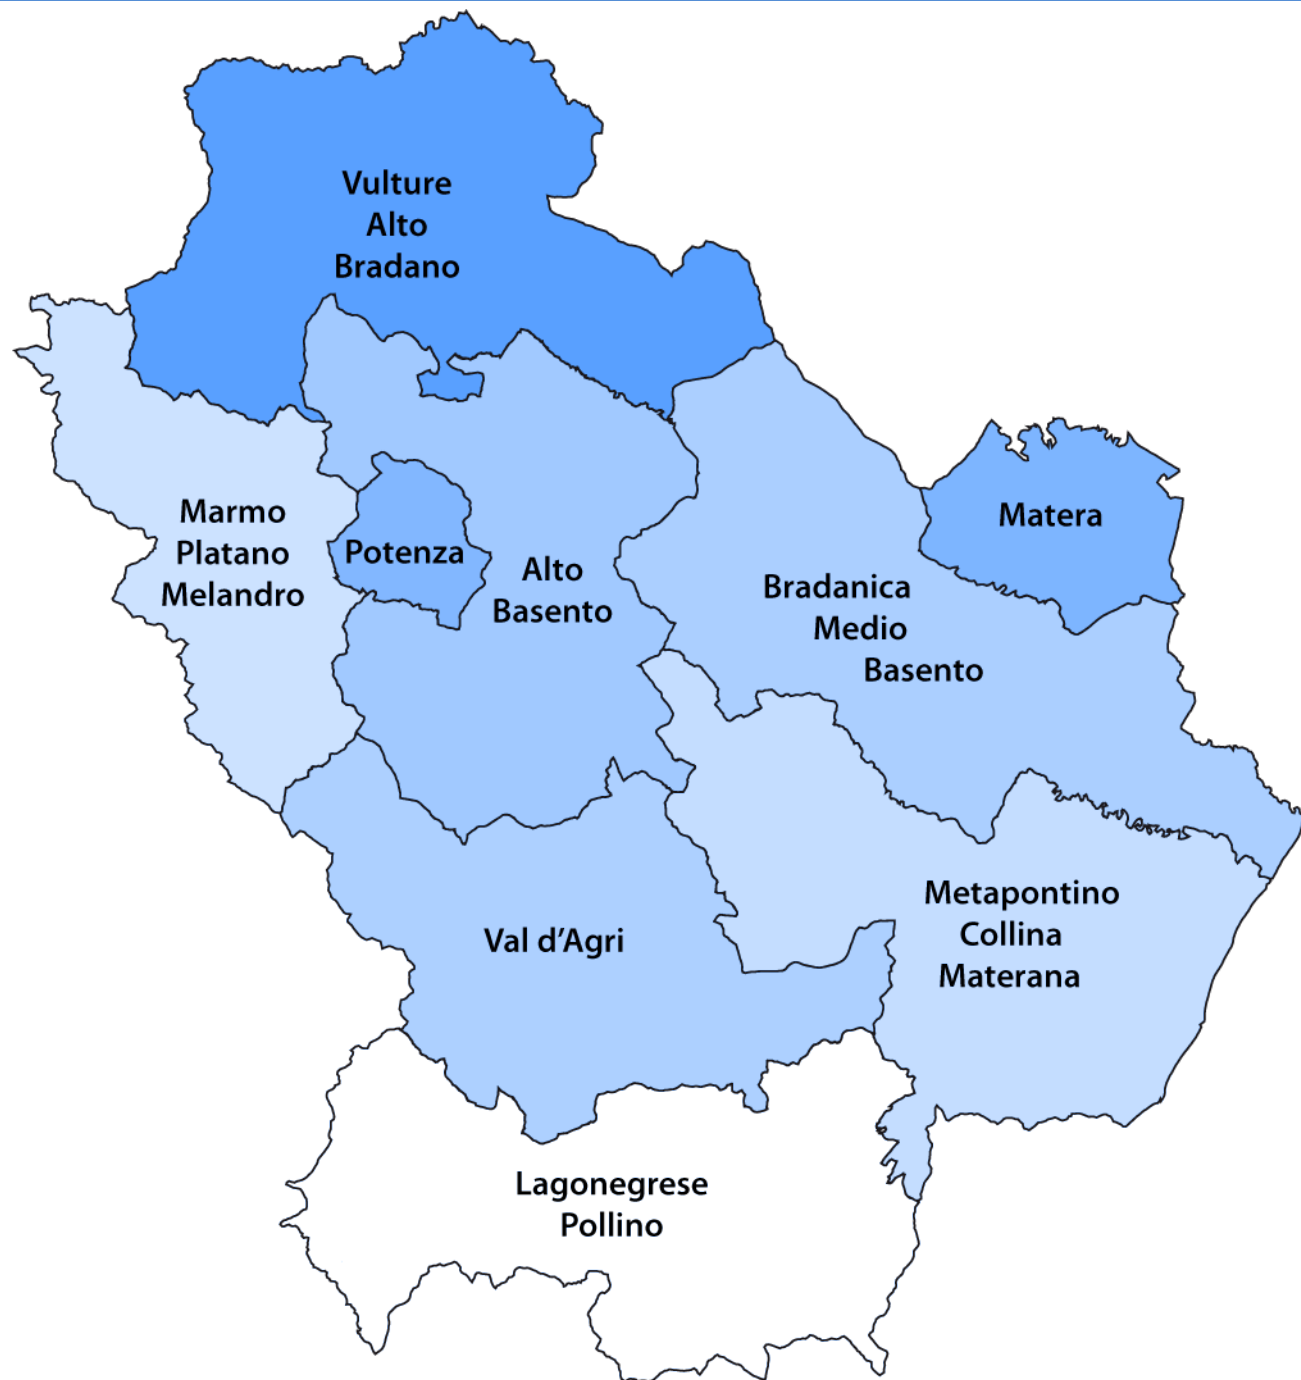 Vulture
Alto
Bradano
Marmo
Platano
Melandro
Potenza
Alto
Basento
Matera
Bradanica
Medio
Basento
Val d'Agri
Metapontino
Collina
Materana
Lagonegrese
Pollino